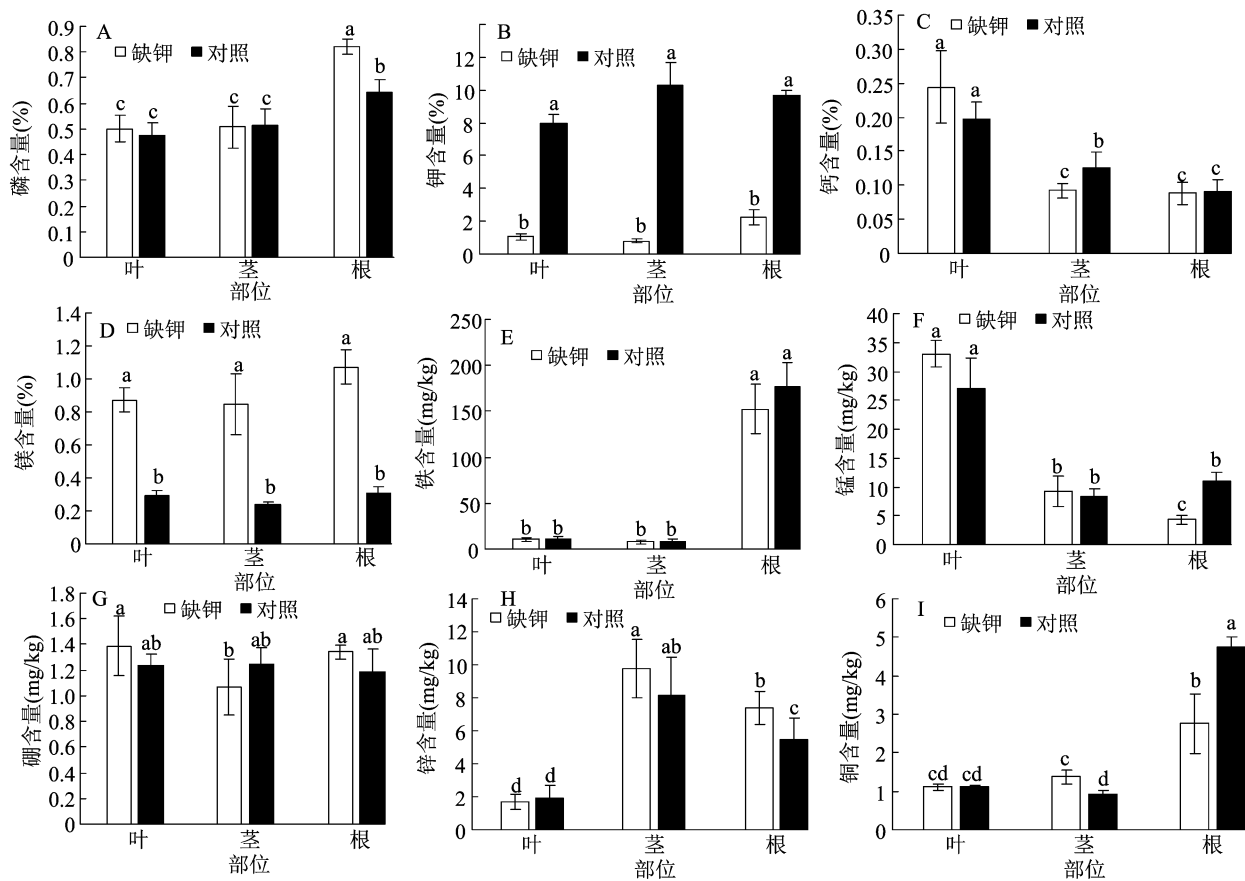 A
缺钾 对照
磷含量(%)
0.9
0.8
0.7
0.6
0.5
0.4
0.3
0.2
0.1
0
c c c c a b
叶 茎 根
部位
B
缺钾 对照
钾含量(%)
12
10
8
6
4
2
0
b a b a b a
叶 茎 根
部位
C
缺钾 对照
钙含量(%)
0.35
0.30
0.25
0.20
0.15
0.10
0.05
0
a a c b c c
叶 茎 根
部位
D
缺钾 对照
镁含量(%)
1.4
1.2
1.0
0.8
0.6
0.4
0.2
0
a b a b a b
叶 茎 根
部位
E
缺钾 对照
铁含量(mg/kg)
250
200
150
100
50
0
b b b b a a
叶 茎 根
部位
F
缺钾 对照
锰含量(mg/kg)
40
35
30
25
20
15
10
5
0
a a b b c b
叶 茎 根
部位
G
缺钾 对照
硼含量(mg/kg)
1.8
1.6
1.4
1.2
1.0
0.8
0.6
0.4
0.2
0
a ab b ab a ab
叶 茎 根
部位
H
缺钾 对照
锌含量(mg/kg)
14
12
10
8
6
4
2
0
d d a ab b c
叶 茎 根
部位
I
缺钾 对照
铜含量(mg/kg)
6
5
4
3
2
1
0
cd cd c d b a
叶 茎 根
部位